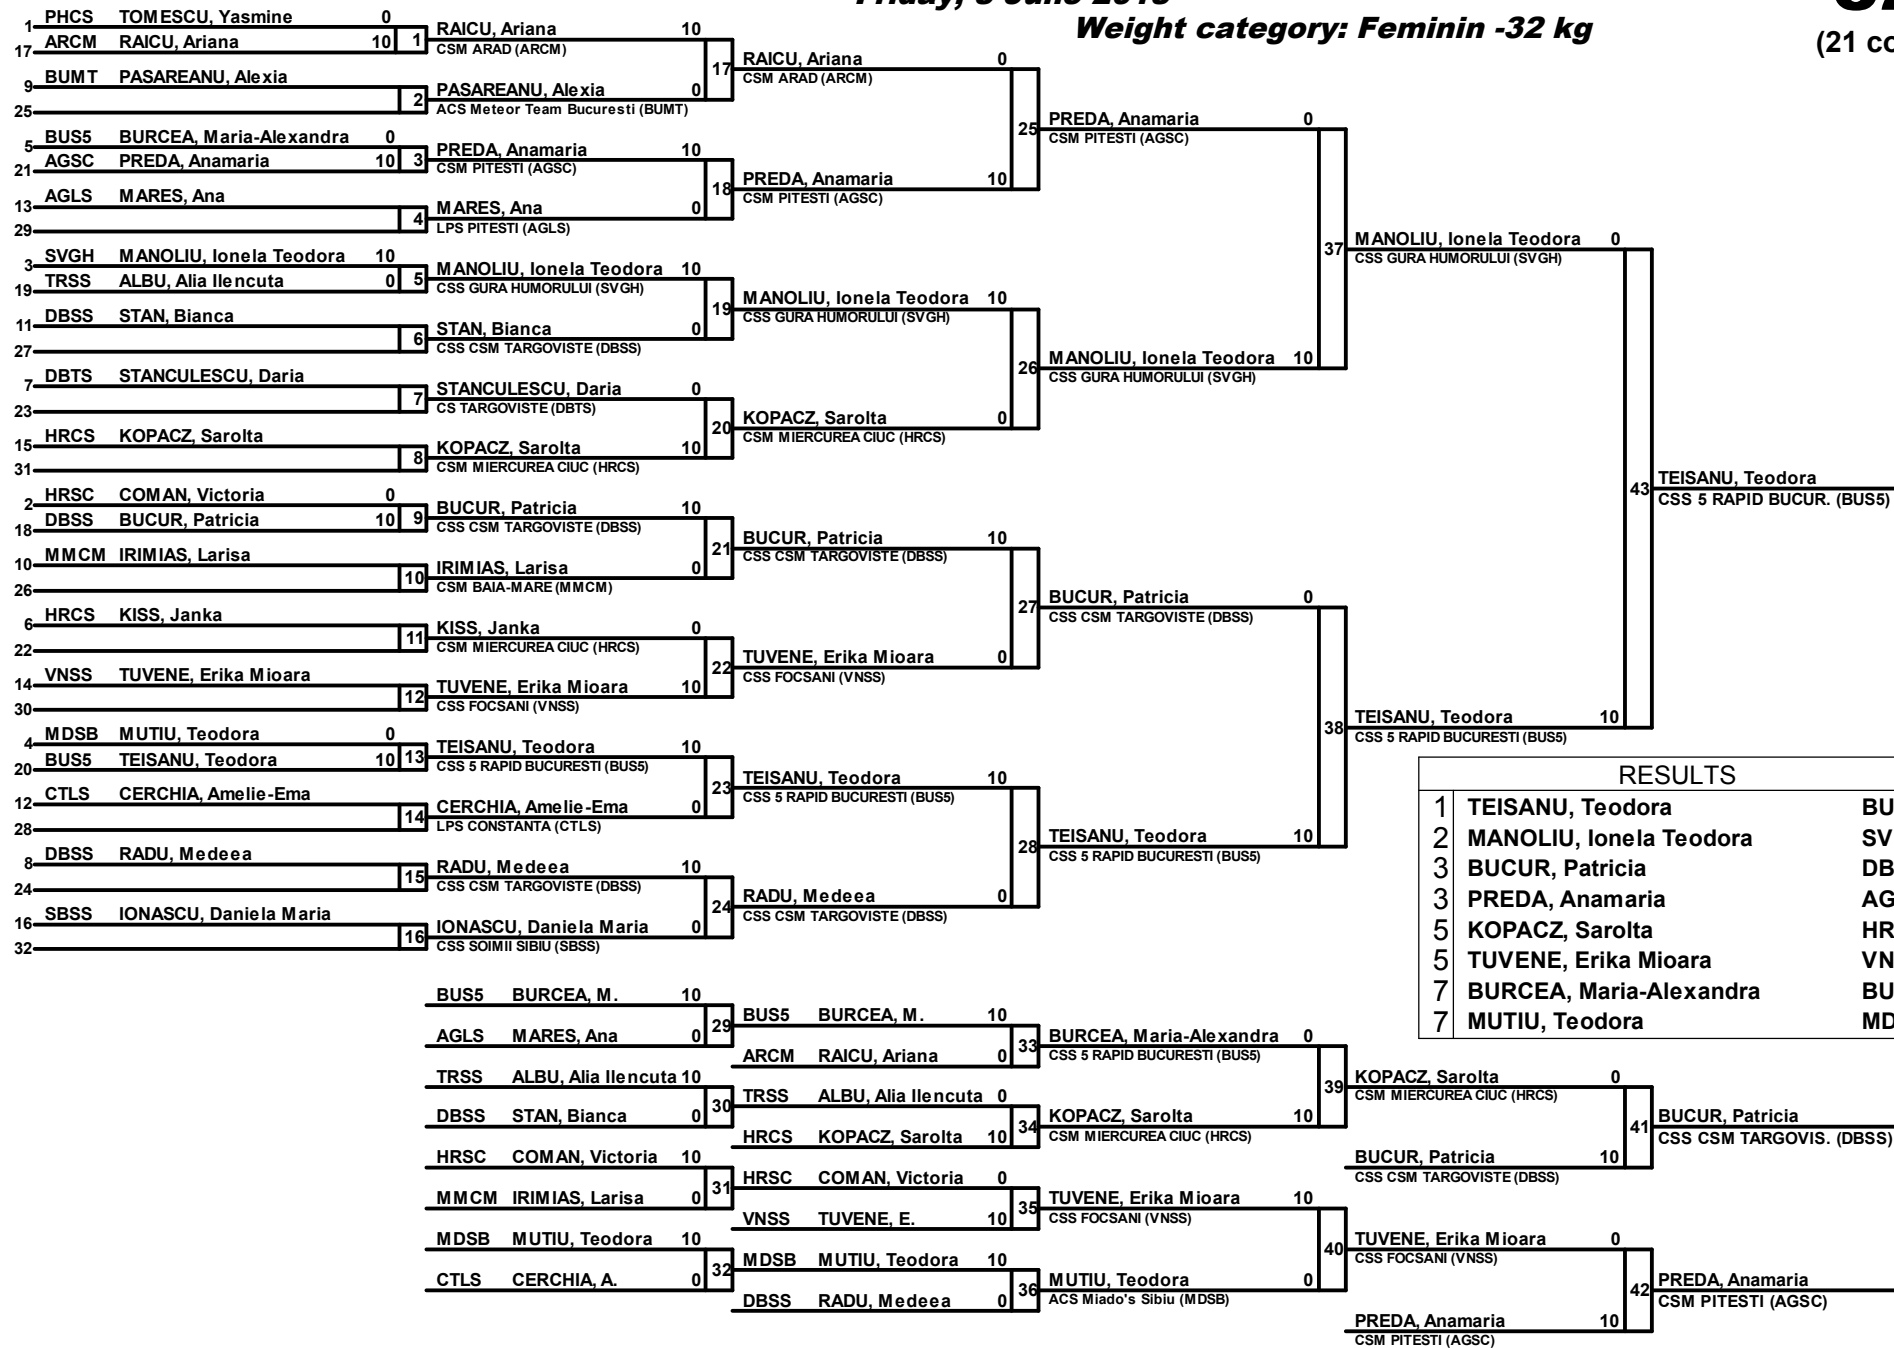 Weight category: Feminin -32 kg
(21 co
1 PHCS TOMESCU, Yasmine 0
17 ARCM RAICU, Ariana 10 1
9 BUMT PASAREANU, Alexia
25 2
5 BUS5 BURCEA, Maria-Alexandra 0
21 AGSC PREDA, Anamaria 10 3
13 AGLS MARES, Ana
29 4
3 SVGH MANOLIU, Ionela Teodora 10
19 TRSS ALBU, Alia Ilencuta 0 5
11 DBSS STAN, Bianca
27 6
7 DBTS STANCULESCU, Daria
23 7
15 HRCS KOPACZ, Sarolta
31 8
2 HRSC COMAN, Victoria 0
18 DBSS BUCUR, Patricia 10 9
10 MMCM IRIMIAS, Larisa
26 10
6 HRCS KISS, Janka
22 11
14 VNSS TUVENE, Erika Mioara
30 12
4 MDSB MUTIU, Teodora 0
20 BUS5 TEISANU, Teodora 10 13
12 CTLS CERCHIA, Amelie-Ema
28 14
8 DBSS RADU, Medeea
24 15
16 SBSS IONASCU, Daniela Maria
32 16
RAICU, Ariana 10
CSM ARAD (ARCM)
17
PASAREANU, Alexia 0
ACS Meteor Team Bucuresti (BUMT)
PREDA, Anamaria 10
CSM PITESTI (AGSC)
18
MARES, Ana 0
LPS PITESTI (AGLS)
MANOLIU, Ionela Teodora 10
CSS GURA HUMORULUI (SVGH)
19
STAN, Bianca 0
CSS CSM TARGOVISTE (DBSS)
STANCULESCU, Daria 0
CS TARGOVISTE (DBTS)
20
KOPACZ, Sarolta 10
CSM MIERCUREA CIUC (HRCS)
BUCUR, Patricia 10
CSS CSM TARGOVISTE (DBSS)
21
IRIMIAS, Larisa 0
CSM BAIA-MARE (MMCM)
KISS, Janka 0
CSM MIERCUREA CIUC (HRCS)
22
TUVENE, Erika Mioara 10
CSS FOCSANI (VNSS)
TEISANU, Teodora 10
CSS 5 RAPID BUCURESTI (BUS5)
23
CERCHIA, Amelie-Ema 0
LPS CONSTANTA (CTLS)
RADU, Medeea 10
CSS CSM TARGOVISTE (DBSS)
24
IONASCU, Daniela Maria 0
CSS SOIMII SIBIU (SBSS)
RAICU, Ariana 0
CSM ARAD (ARCM)
25
PREDA, Anamaria 10
CSM PITESTI (AGSC)
MANOLIU, Ionela Teodora 10
CSS GURA HUMORULUI (SVGH)
26
KOPACZ, Sarolta 0
CSM MIERCUREA CIUC (HRCS)
BUCUR, Patricia 10
CSS CSM TARGOVISTE (DBSS)
27
TUVENE, Erika Mioara 0
CSS FOCSANI (VNSS)
TEISANU, Teodora 10
CSS 5 RAPID BUCURESTI (BUS5)
28
RADU, Medeea 0
CSS CSM TARGOVISTE (DBSS)
PREDA, Anamaria 0
CSM PITESTI (AGSC)
37
MANOLIU, Ionela Teodora 10
CSS GURA HUMORULUI (SVGH)
BUCUR, Patricia 0
CSS CSM TARGOVISTE (DBSS)
38
TEISANU, Teodora 10
CSS 5 RAPID BUCURESTI (BUS5)
MANOLIU, Ionela Teodora 0
CSS GURA HUMORULUI (SVGH)
43
TEISANU, Teodora 10
CSS 5 RAPID BUCURESTI (BUS5)
TEISANU, Teodora
CSS 5 RAPID BUCUR. (BUS5)
RESULTS
1 TEISANU, Teodora BU
2 MANOLIU, Ionela Teodora SV
3 BUCUR, Patricia DB
3 PREDA, Anamaria AG
5 KOPACZ, Sarolta HR
5 TUVENE, Erika Mioara VN
7 BURCEA, Maria-Alexandra BU
7 MUTIU, Teodora MD
BUS5 BURCEA, M. 10
29
AGLS MARES, Ana 0
TRSS ALBU, Alia Ilencuta 10
30
DBSS STAN, Bianca 0
HRSC COMAN, Victoria 10
31
MMCM IRIMIAS, Larisa 0
MDSB MUTIU, Teodora 10
32
CTLS CERCHIA, A. 0
BUS5 BURCEA, M. 10
33
ARCM RAICU, Ariana 0
TRSS ALBU, Alia Ilencuta 0
34
HRCS KOPACZ, Sarolta 10
HRSC COMAN, Victoria 0
35
VNSS TUVENE, E. 10
MDSB MUTIU, Teodora 10
36
DBSS RADU, Medeea 0
BURCEA, Maria-Alexandra 0
CSS 5 RAPID BUCURESTI (BUS5)
39
KOPACZ, Sarolta 10
CSM MIERCUREA CIUC (HRCS)
TUVENE, Erika Mioara 10
CSS FOCSANI (VNSS)
40
MUTIU, Teodora 0
ACS Miado's Sibiu (MDSB)
KOPACZ, Sarolta 0
CSM MIERCUREA CIUC (HRCS)
41
BUCUR, Patricia 10
CSS CSM TARGOVISTE (DBSS)
TUVENE, Erika Mioara 0
CSS FOCSANI (VNSS)
42
PREDA, Anamaria 10
CSM PITESTI (AGSC)
BUCUR, Patricia
CSS CSM TARGOVIS. (DBSS)
PREDA, Anamaria
CSM PITESTI (AGSC)